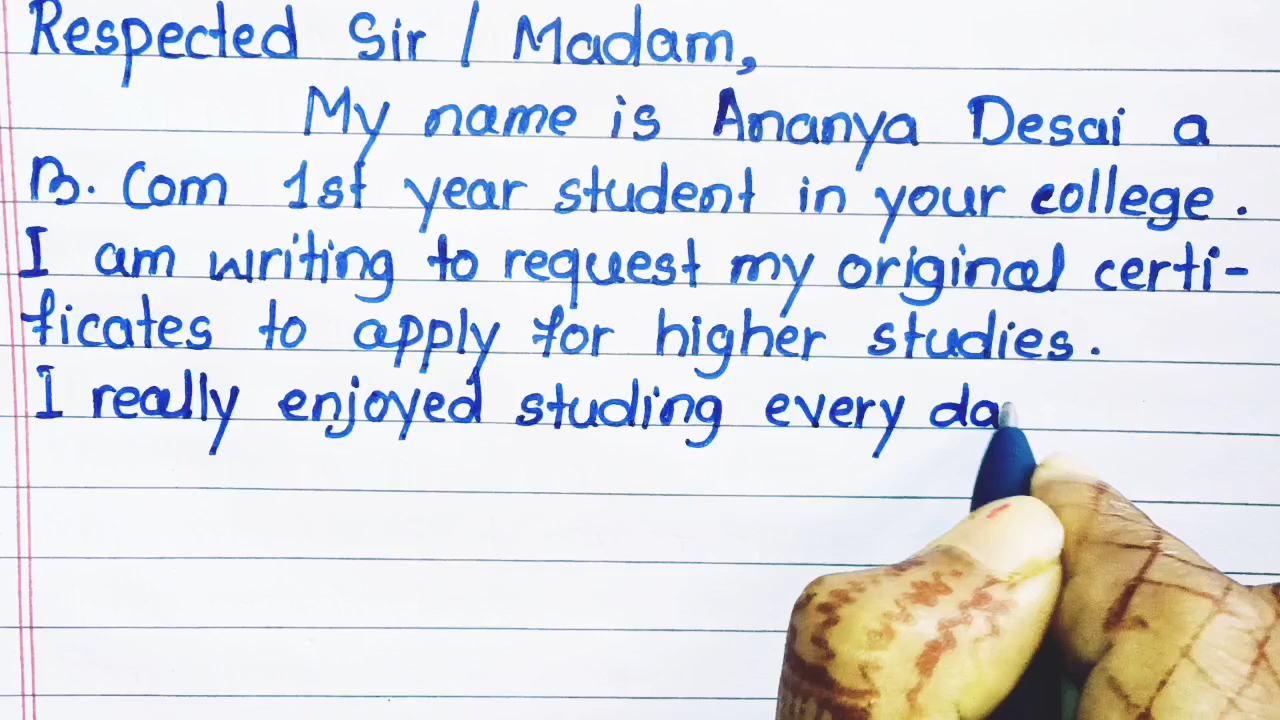 Respected Sir / Madam,
My name is Ananya Desai a
B. Com 1st year student in your college.
I am writing to request my original certi-
ficates to apply for higher studies.
I really enjoyed studing every da